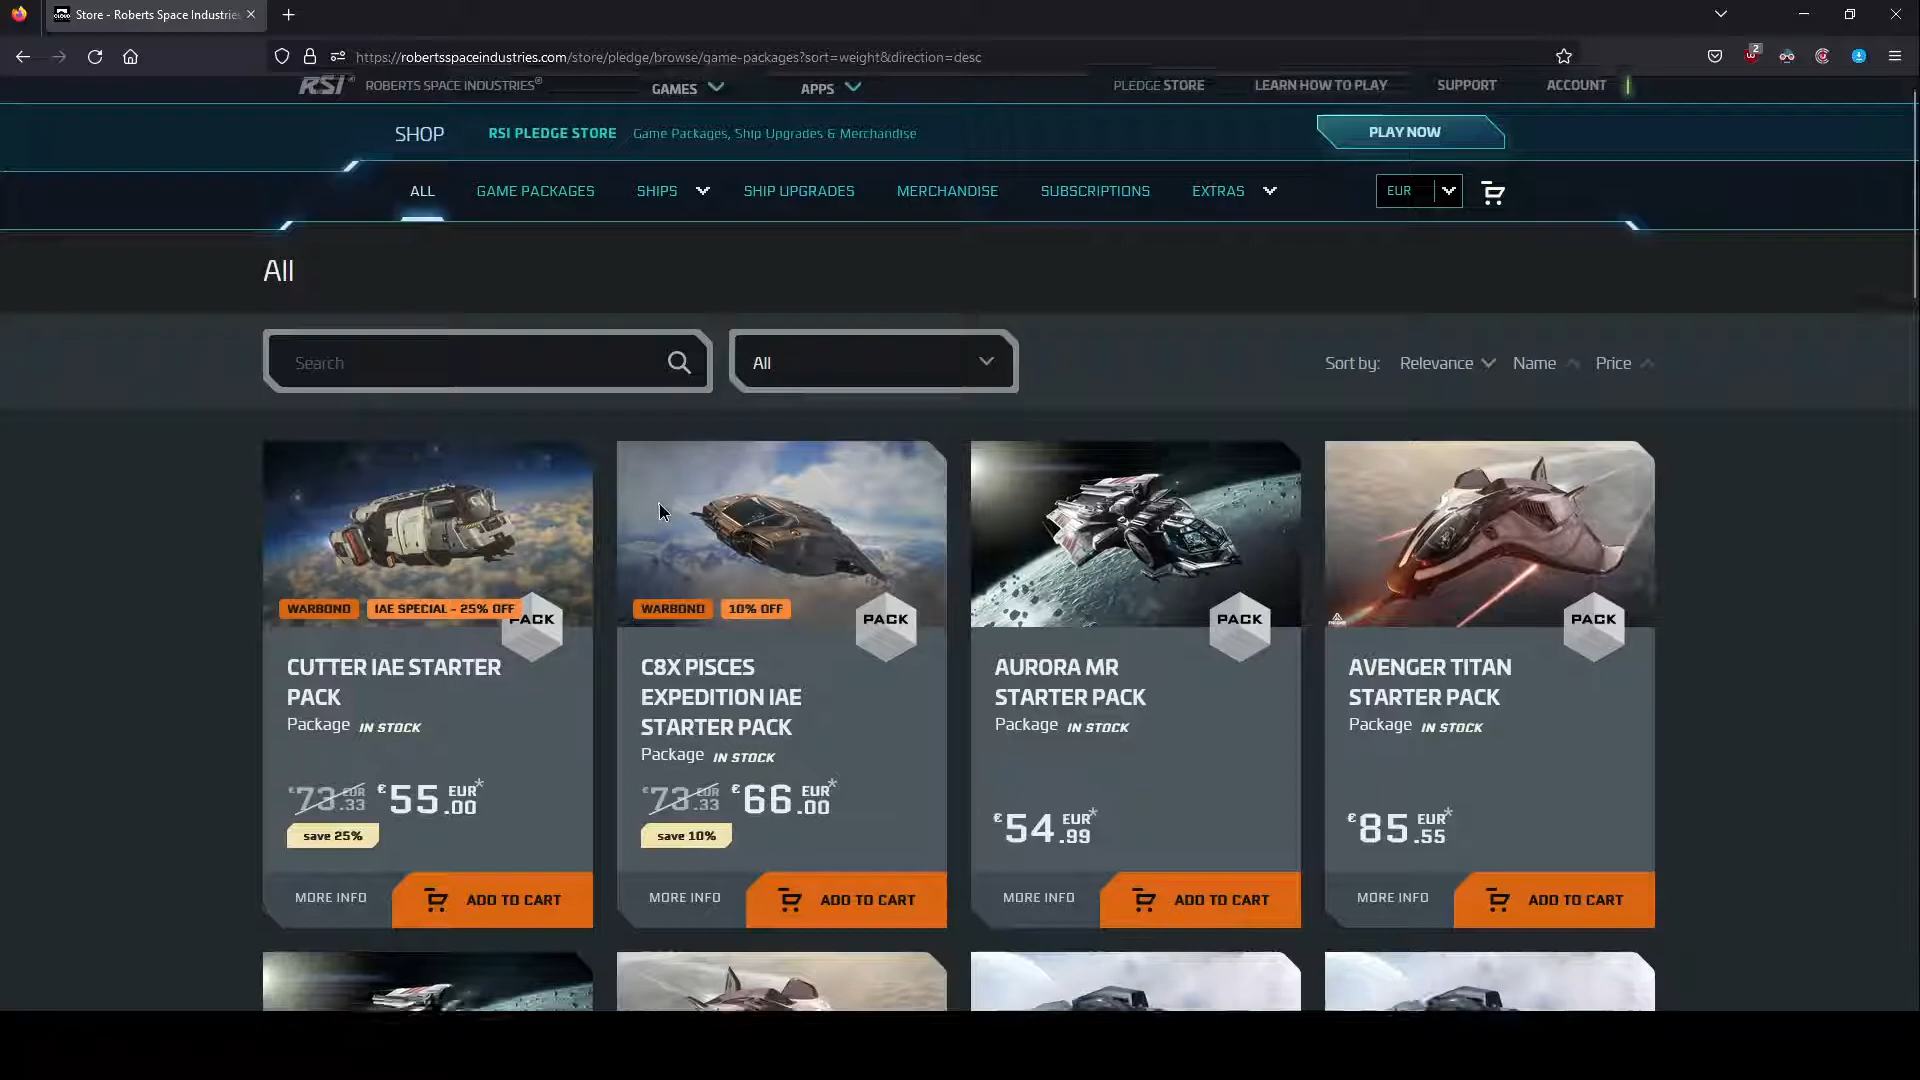 Store - Roberts Space Industries
2
https://robertsspaceindustries.com/store/pledge/browse/game-packages?sort=weight&direction=desc
RSI® ROBERTS SPACE INDUSTRIES® GAMES APPS PLEDGE STORE LEARN HOW TO PLAY SUPPORT ACCOUNT
SHOP RSI PLEDGE STORE Game Packages, Ship Upgrades & Merchandise PLAY NOW
ALL GAME PACKAGES SHIPS SHIP UPGRADES MERCHANDISE SUBSCRIPTIONS EXTRAS EUR
All
Search All Sort by: Relevance Name Price
WARBOND IAE SPECIAL - 25% OFF PACK
CUTTER IAE STARTER
PACK
Package IN STOCK
€73.33 EUR €55.00 EUR*
save 25%
MORE INFO ADD TO CART
WARBOND 10% OFF PACK
C8X PISCES
EXPEDITION IAE
STARTER PACK
Package IN STOCK
€73.33 EUR €66.00 EUR*
save 10%
MORE INFO ADD TO CART
PACK
AURORA MR
STARTER PACK
Package IN STOCK
€54.99 EUR*
MORE INFO ADD TO CART
PACK
AVENGER TITAN
STARTER PACK
Package IN STOCK
€85.55 EUR*
MORE INFO ADD TO CART